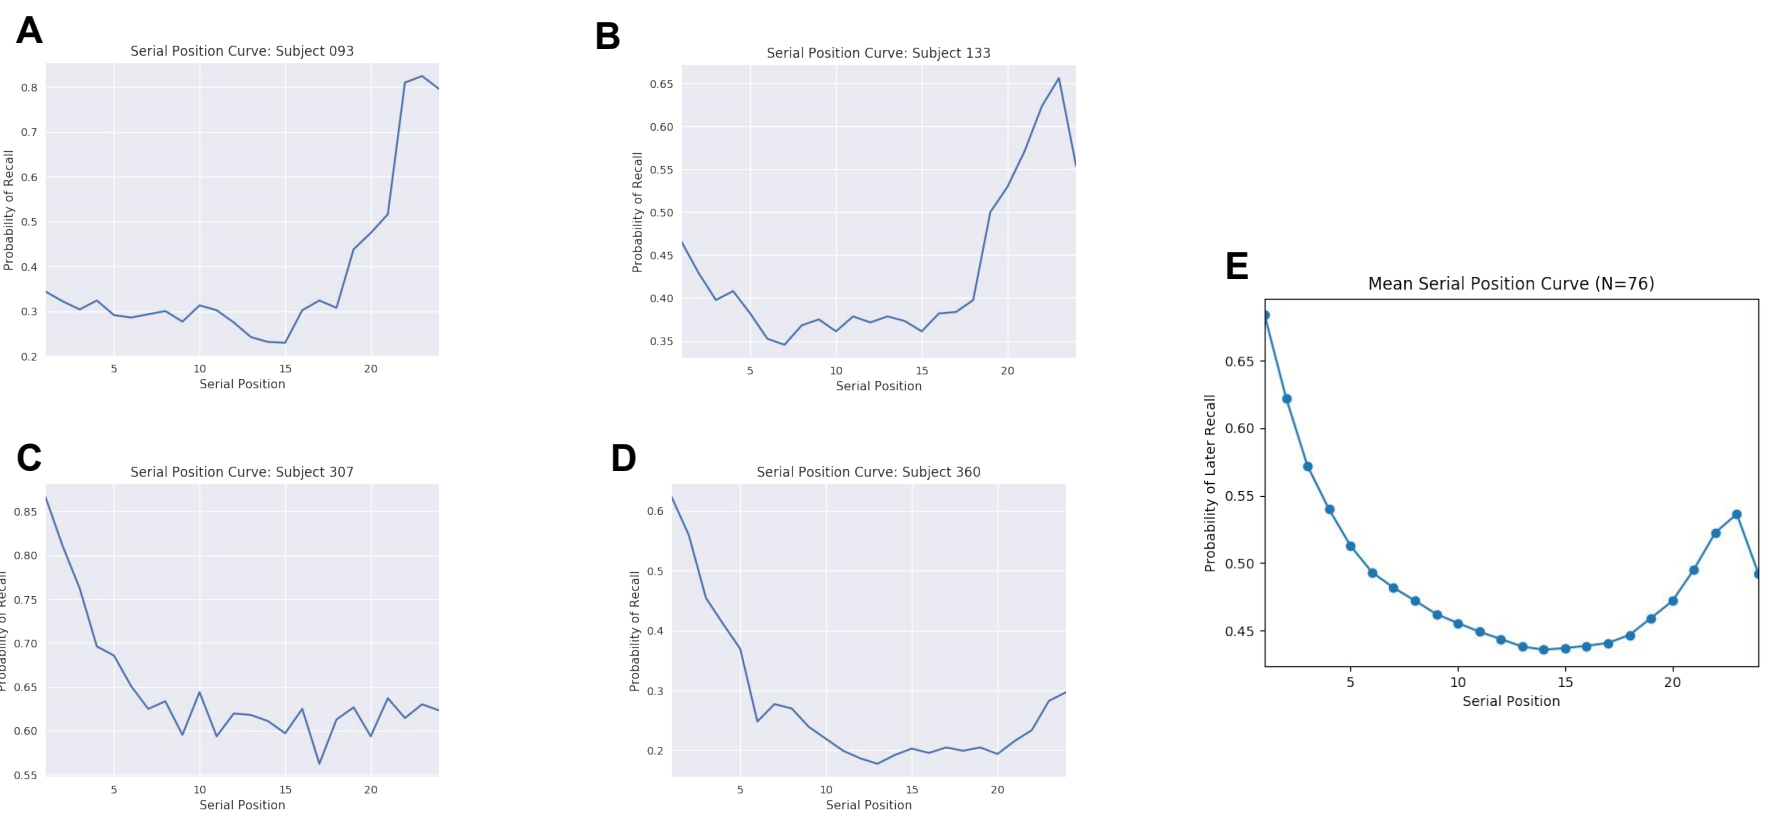 A
Serial Position Curve: Subject 093
Probability of Recall
0.8
0.7
0.6
0.5
0.4
0.3
0.2
5 10 15 20
Serial Position
B
Serial Position Curve: Subject 133
Probability of Recall
0.65
0.60
0.55
0.50
0.45
0.40
0.35
5 10 15 20
Serial Position
C
Serial Position Curve: Subject 307
Probability of Recall
0.85
0.80
0.75
0.70
0.65
0.60
0.55
5 10 15 20
Serial Position
D
Serial Position Curve: Subject 360
Probability of Recall
0.6
0.5
0.4
0.3
0.2
5 10 15 20
Serial Position
E
Mean Serial Position Curve (N=76)
Probability of Later Recall
0.65
0.60
0.55
0.50
0.45
5 10 15 20
Serial Position